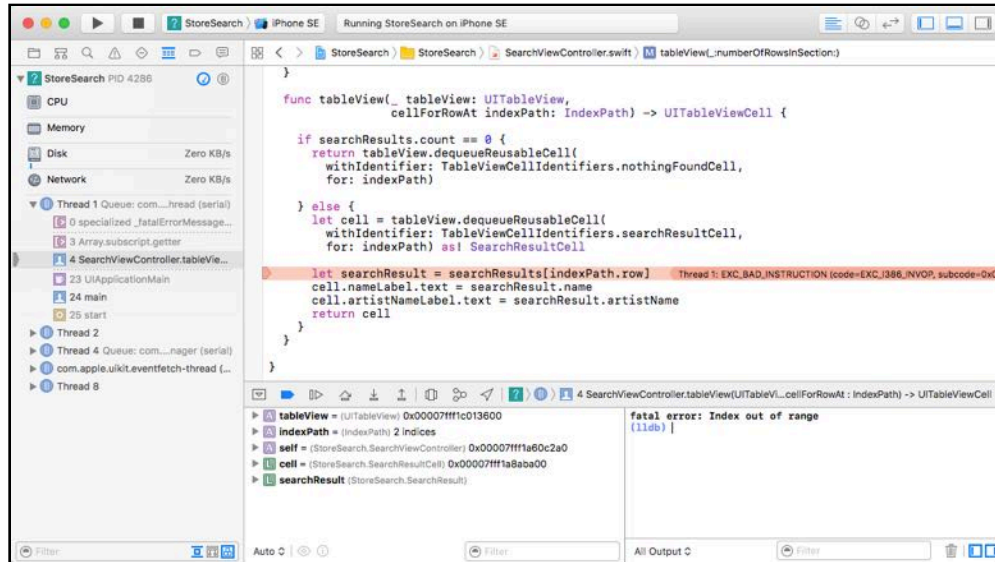 StoreSearch iPhone SE Running StoreSearch on iPhone SE
StoreSearch StoreSearch SearchViewController.swift M tableView(_:numberOfRowsInSection:)
StoreSearch PID 4286
CPU
Memory
Disk Zero KB/s
Network Zero KB/s
Thread 1 Queue: com....hread (serial)
0 specialized _fatalErrorMessage...
3 Array.subscript.getter
4 SearchViewController.tableVie...
23 UIApplicationMain
24 main
25 start
Thread 2
Thread 4 Queue: com....nager (serial)
com.apple.uikit.eventfetch-thread (...
Thread 8
Filter
}
func tableView(_ tableView: UITableView,
cellForRowAt indexPath: IndexPath) -> UITableViewCell {
if searchResults.count == 0 {
return tableView.dequeueReusableCell(
withIdentifier: TableViewCellIdentifiers.nothingFoundCell,
for: indexPath)
} else {
let cell = tableView.dequeueReusableCell(
withIdentifier: TableViewCellIdentifiers.searchResultCell,
for: indexPath) as! SearchResultCell
let searchResult = searchResults[indexPath.row] Thread 1: EXC_BAD_INSTRUCTION (code=EXC_I386_INVOP, subcode=0x0
cell.nameLabel.text = searchResult.name
cell.artistNameLabel.text = searchResult.artistName
return cell
}
}
}
4 SearchViewController.tableView(UITableVi...cellForRowAt : IndexPath) -> UITableViewCell
A tableView = (UITableView) 0x00007fff1c013600
A indexPath = (IndexPath) 2 indices
A self = (StoreSearch.SearchViewController) 0x00007fff1a60c2a0
L cell = (StoreSearch.SearchResultCell) 0x00007fff1a8aba00
L searchResult (StoreSearch.SearchResult)
Auto Filter
fatal error: Index out of range
(lldb)
All Output Filter